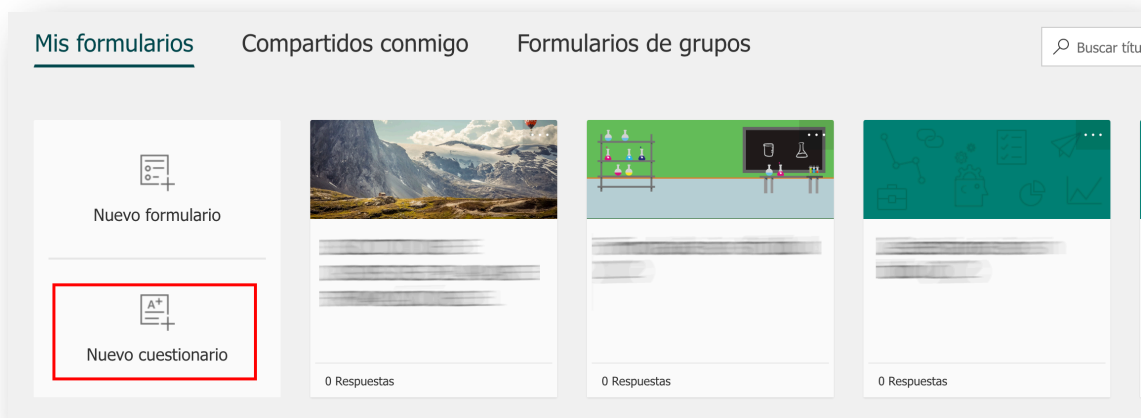 Mis formularios Compartidos conmigo Formularios de grupos
Buscar títu
Nuevo formulario
A+
Nuevo cuestionario
0 Respuestas
0 Respuestas
0 Respuestas